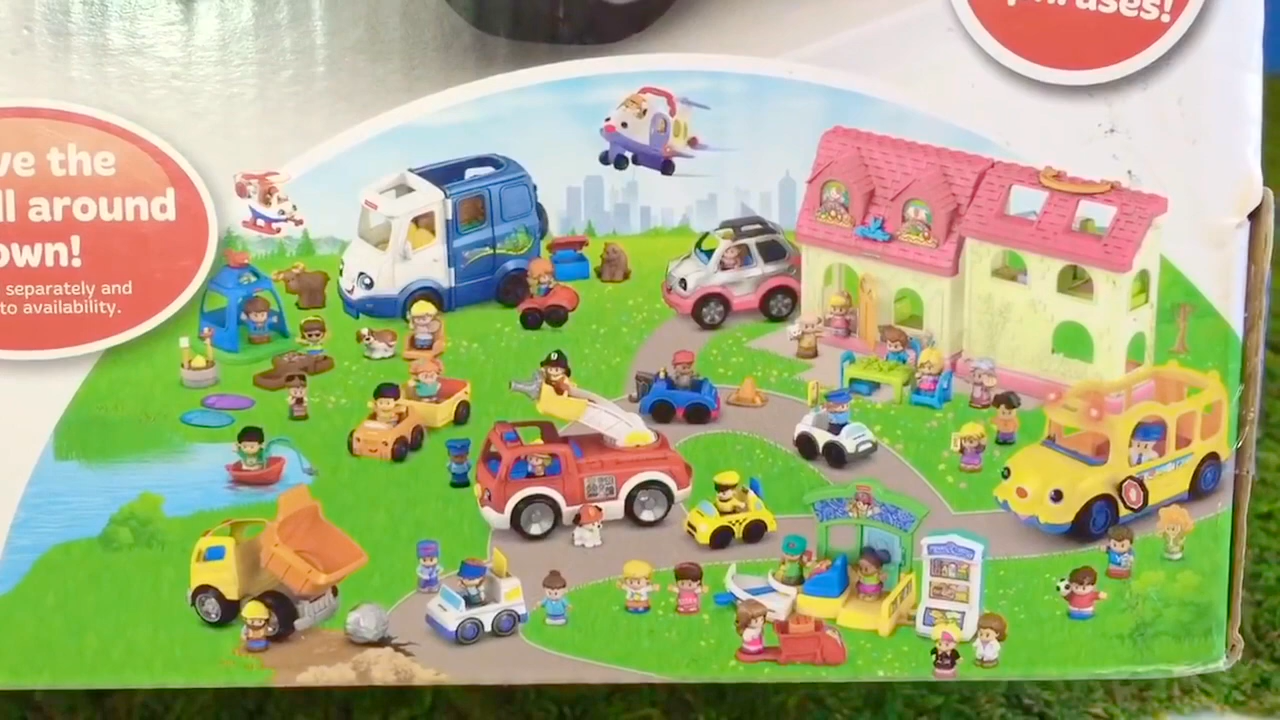 phrases!
ve the
ll around
own!
separately and
to availability.